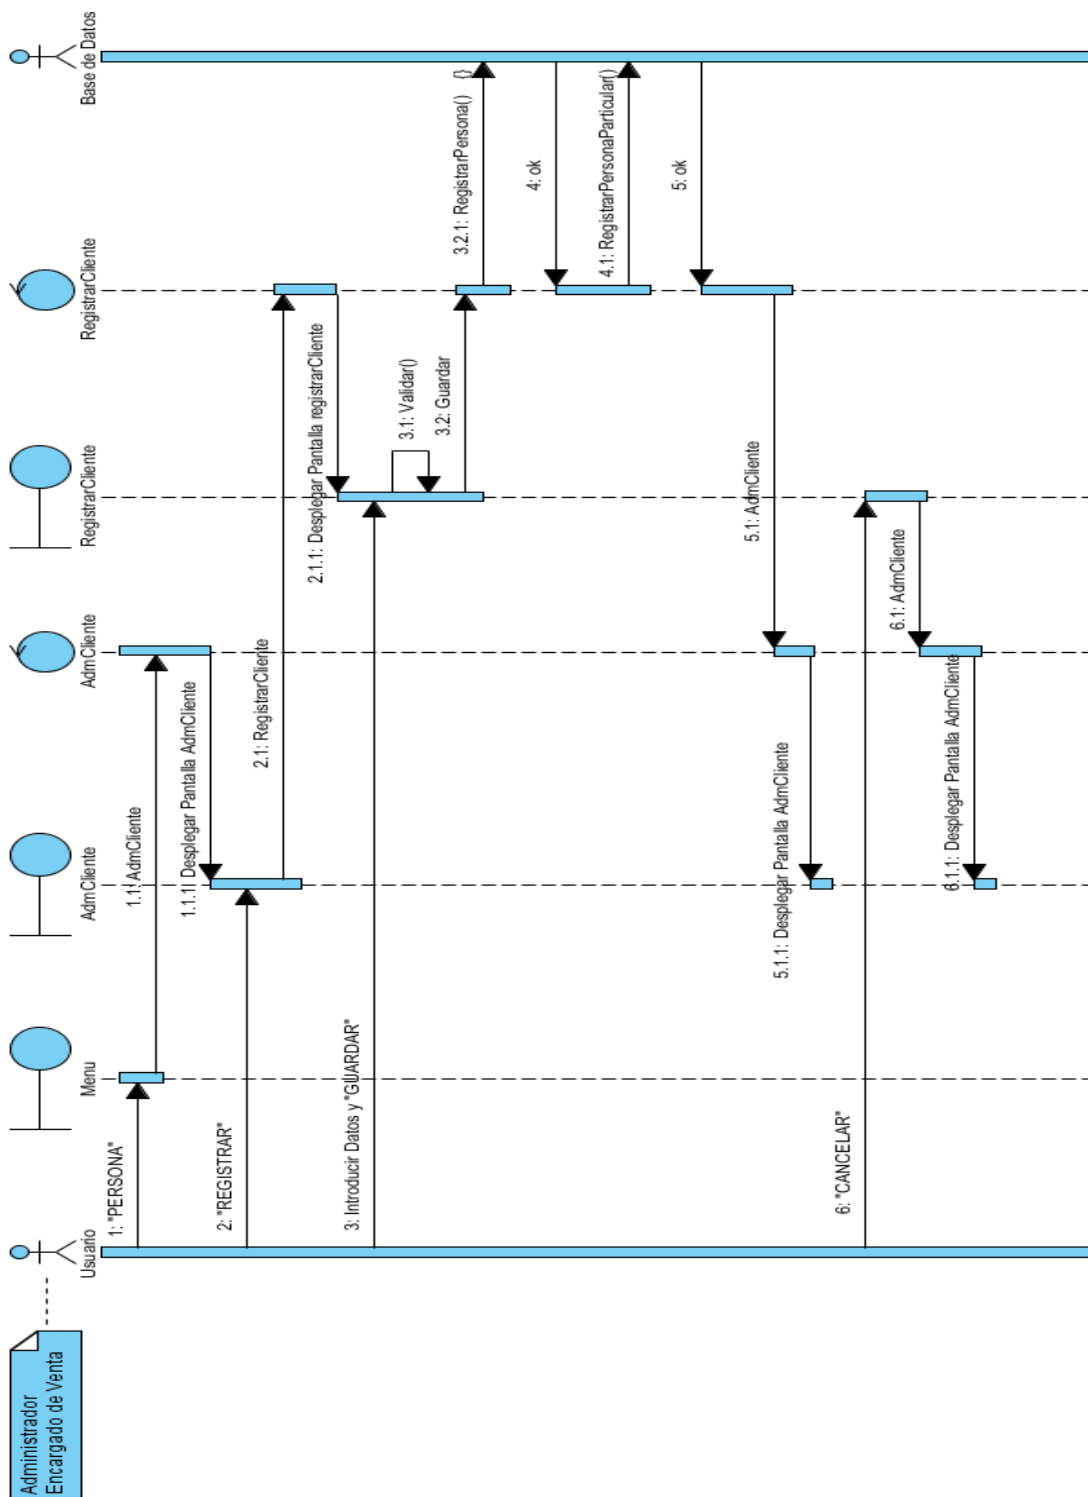 Administrador
Encargado de Venta
Usuario
Menu
AdmCliente
AdmCliente
RegistrarCliente
RegistrarCliente
Base de Datos
1: "PERSONA"
1.1: AdmCliente
1.1.1 Desplegar Pantalla AdmCliente
2: "REGISTRAR"
2.1: RegistrarCliente
2.1.1: Desplegar Pantalla registrarCliente
3: Introducir Datos y "GUARDAR"
3.1: Validar()
3.2: Guardar
3.2.1: RegistrarPersona()
{}
4: ok
4.1: RegistrarPersonaParticular()
5: ok
5.1: AdmCliente
5.1.1: Desplegar Pantalla AdmCliente
6: "CANCELAR"
6.1: AdmCliente
6.1.1: Desplegar Pantalla AdmCliente